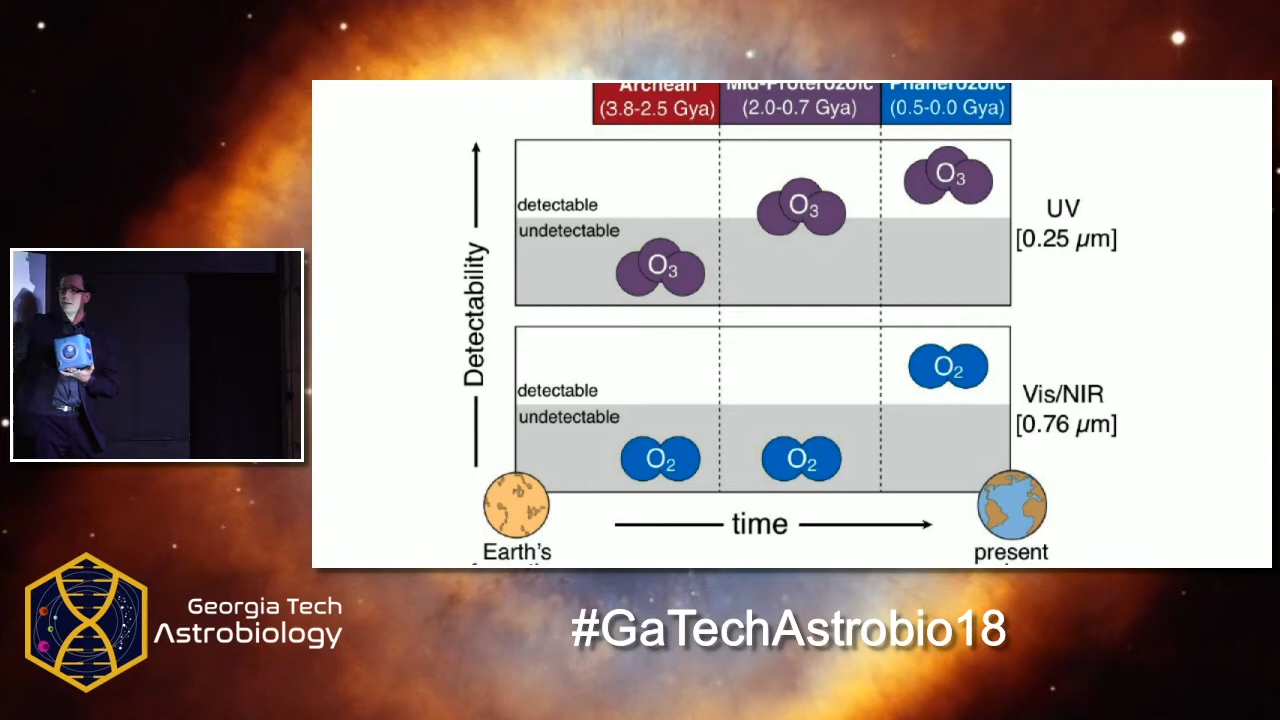 Archean
Mid-Proterozoic
Phanerozoic
(3.8-2.5 Gya)
(2.0-0.7 Gya)
(0.5-0.0 Gya)
Detectability
detectable
undetectable
O₃
O₃
O₃
UV
[0.25 μm]
detectable
undetectable
O₂
O₂
O₂
Vis/NIR
[0.76 μm]
time
Earth's
present
Georgia Tech
Astrobiology
#GaTechAstrobio18